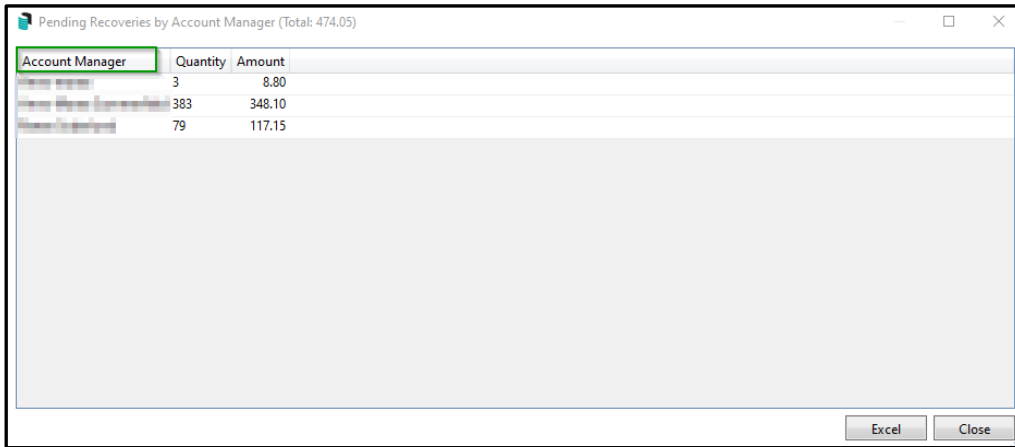 Pending Recoveries by Account Manager (Total: 474.05)
Account Manager Quantity Amount
3 8.80
383 348.10
79 117.15
Excel Close